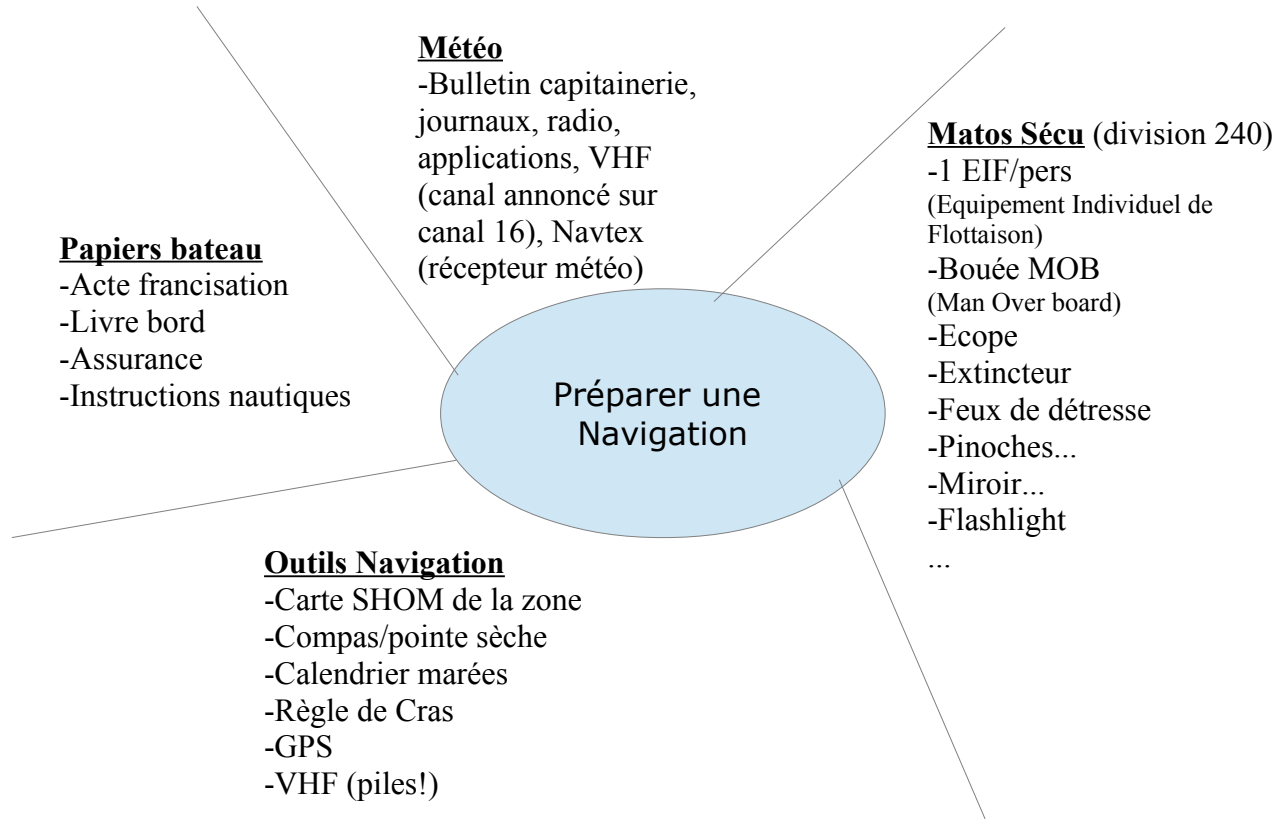 Météo
-Bulletin capitainerie,
journaux, radio,
applications, VHF
(canal annoncé sur
canal 16), Navtex
(récepteur météo)
Matos Sécu (division 240)
-1 EIF/pers
(Equipement Individuel de
Flottaison)
-Bouée MOB
(Man Over board)
-Ecope
-Extincteur
-Feux de détresse
-Pinoches...
-Miroir...
-Flashlight
...
Papiers bateau
-Acte francisation
-Livre bord
-Assurance
-Instructions nautiques
Préparer une
Navigation
Outils Navigation
-Carte SHOM de la zone
-Compas/pointe sèche
-Calendrier marées
-Règle de Cras
-GPS
-VHF (piles!)